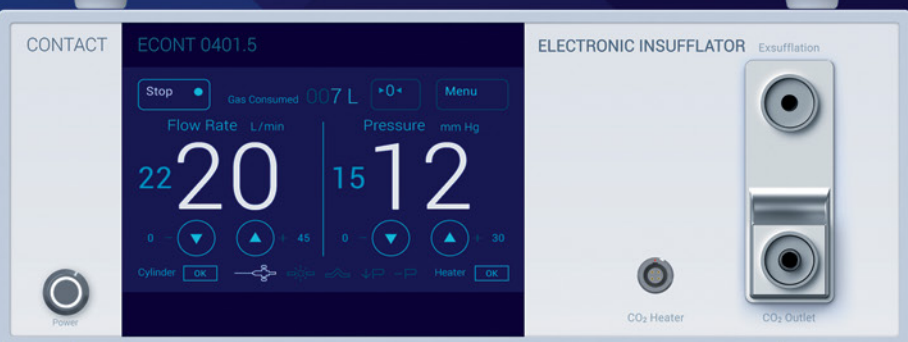 CONTACT
ECONT 0401.5
ELECTRONIC INSUFFLATOR Exsufflation
Stop
Gas Consumed 007 L
►0◄
Menu
Flow Rate L/min
Pressure mm Hg
22 20
15 12
0 - + 45
0 - + 30
Cylinder OK
Heater OK
Power
CO₂ Heater
CO₂ Outlet